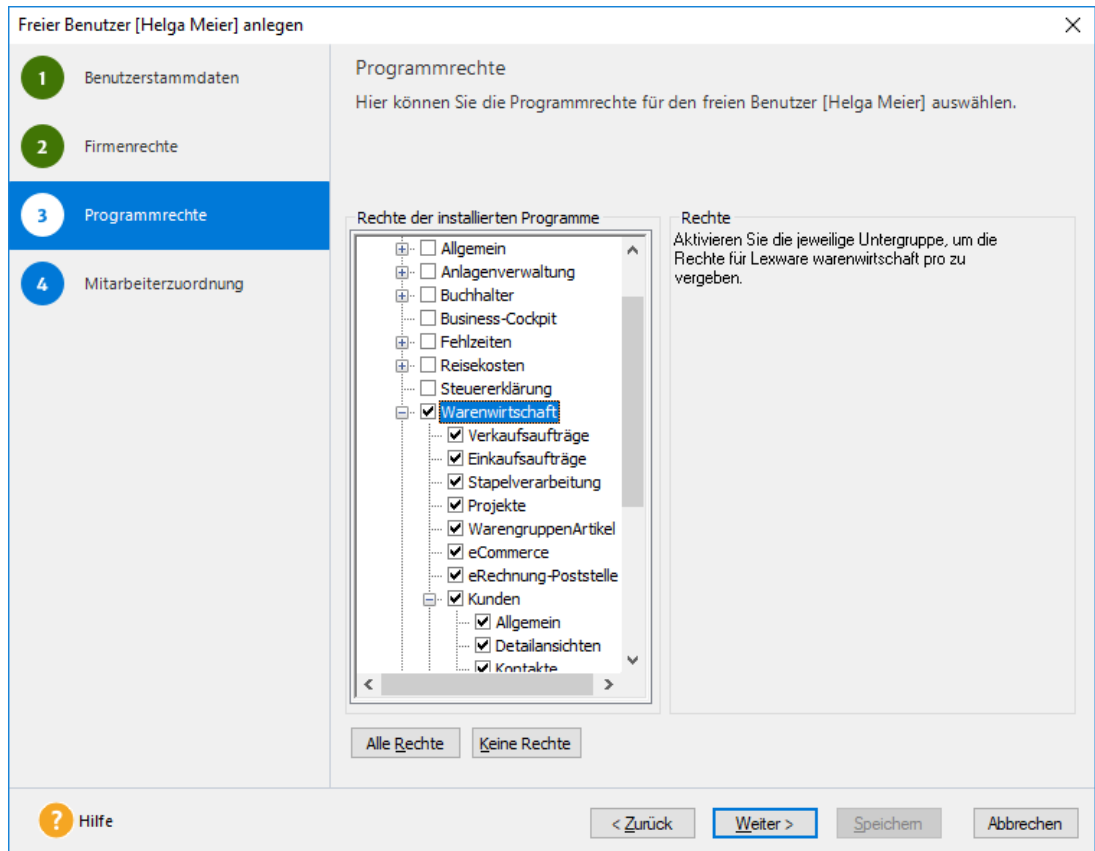 Freier Benutzer [Helga Meier] anlegen
1 Benutzerstammdaten
2 Firmenrechte
3 Programmrechte
4 Mitarbeiterzuordnung
Programmrechte
Hier können Sie die Programmrechte für den freien Benutzer [Helga Meier] auswählen.
Rechte der installierten Programme
Allgemein
Anlagenverwaltung
Buchhalter
Business-Cockpit
Fehlzeiten
Reisekosten
Steuererklärung
Warenwirtschaft
Verkaufsaufträge
Einkaufsaufträge
Stapelverarbeitung
Projekte
WarengruppenArtikel
eCommerce
eRechnung-Poststelle
Kunden
Allgemein
Detailansichten
Kontakte
Rechte
Aktivieren Sie die jeweilige Untergruppe, um die
Rechte für Lexware warenwirtschaft pro zu
vergeben.
Alle Rechte
Keine Rechte
? Hilfe
< Zurück
Weiter >
Speichern
Abbrechen